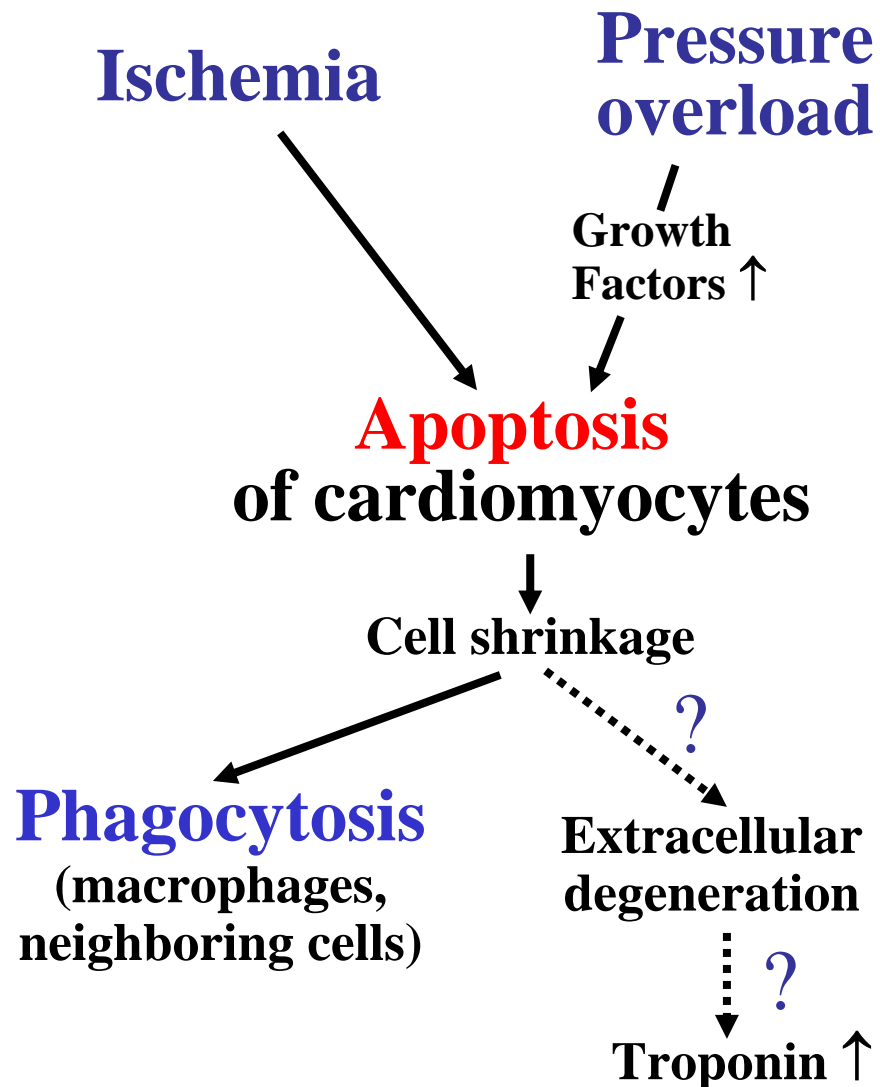 Ischemia
Pressure
overload
Growth
Factors ↑
Apoptosis
of cardiomyocytes
Cell shrinkage
?
Phagocytosis
(macrophages,
neighboring cells)
Extracellular
degeneration
?
Troponin ↑